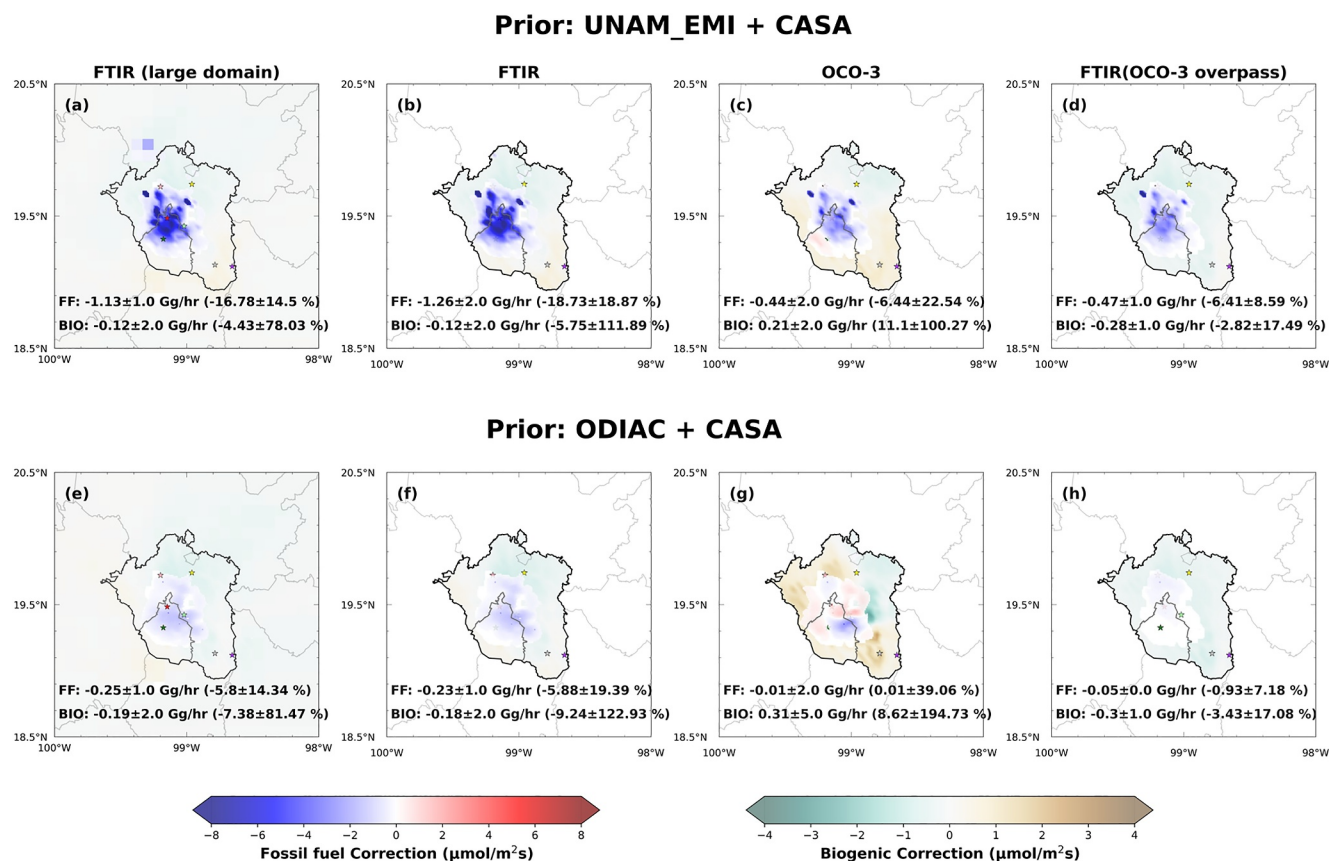 Prior: UNAM_EMI + CASA
FTIR (large domain)
FTIR
OCO-3
FTIR(OCO-3 overpass)
20.5°N
20.5°N
20.5°N
20.5°N
(a)
(b)
(c)
(d)
19.5°N
19.5°N
19.5°N
19.5°N
FF: -1.13±1.0 Gg/hr (-16.78±14.5 %)
FF: -1.26±2.0 Gg/hr (-18.73±18.87 %)
FF: -0.44±2.0 Gg/hr (-6.44±22.54 %)
FF: -0.47±1.0 Gg/hr (-6.41±8.59 %)
BIO: -0.12±2.0 Gg/hr (-4.43±78.03 %)
BIO: -0.12±2.0 Gg/hr (-5.75±111.89 %)
BIO: 0.21±2.0 Gg/hr (11.1±100.27 %)
BIO: -0.28±1.0 Gg/hr (-2.82±17.49 %)
18.5°N
18.5°N
18.5°N
18.5°N
100°W 99°W 98°W
100°W 99°W 98°W
100°W 99°W 98°W
100°W 99°W 98°W
Prior: ODIAC + CASA
20.5°N
20.5°N
20.5°N
20.5°N
(e)
(f)
(g)
(h)
19.5°N
19.5°N
19.5°N
19.5°N
FF: -0.25±1.0 Gg/hr (-5.8±14.34 %)
FF: -0.23±1.0 Gg/hr (-5.88±19.39 %)
FF: -0.01±2.0 Gg/hr (0.01±39.06 %)
FF: -0.05±0.0 Gg/hr (-0.93±7.18 %)
BIO: -0.19±2.0 Gg/hr (-7.38±81.47 %)
BIO: -0.18±2.0 Gg/hr (-9.24±122.93 %)
BIO: 0.31±5.0 Gg/hr (8.62±194.73 %)
BIO: -0.3±1.0 Gg/hr (-3.43±17.08 %)
18.5°N
18.5°N
18.5°N
18.5°N
100°W 99°W 98°W
100°W 99°W 98°W
100°W 99°W 98°W
100°W 99°W 98°W
−8 −6 −4 −2 0 2 4 6 8
Fossil fuel Correction (μmol/m²s)
−4 −3 −2 −1 0 1 2 3 4
Biogenic Correction (μmol/m²s)